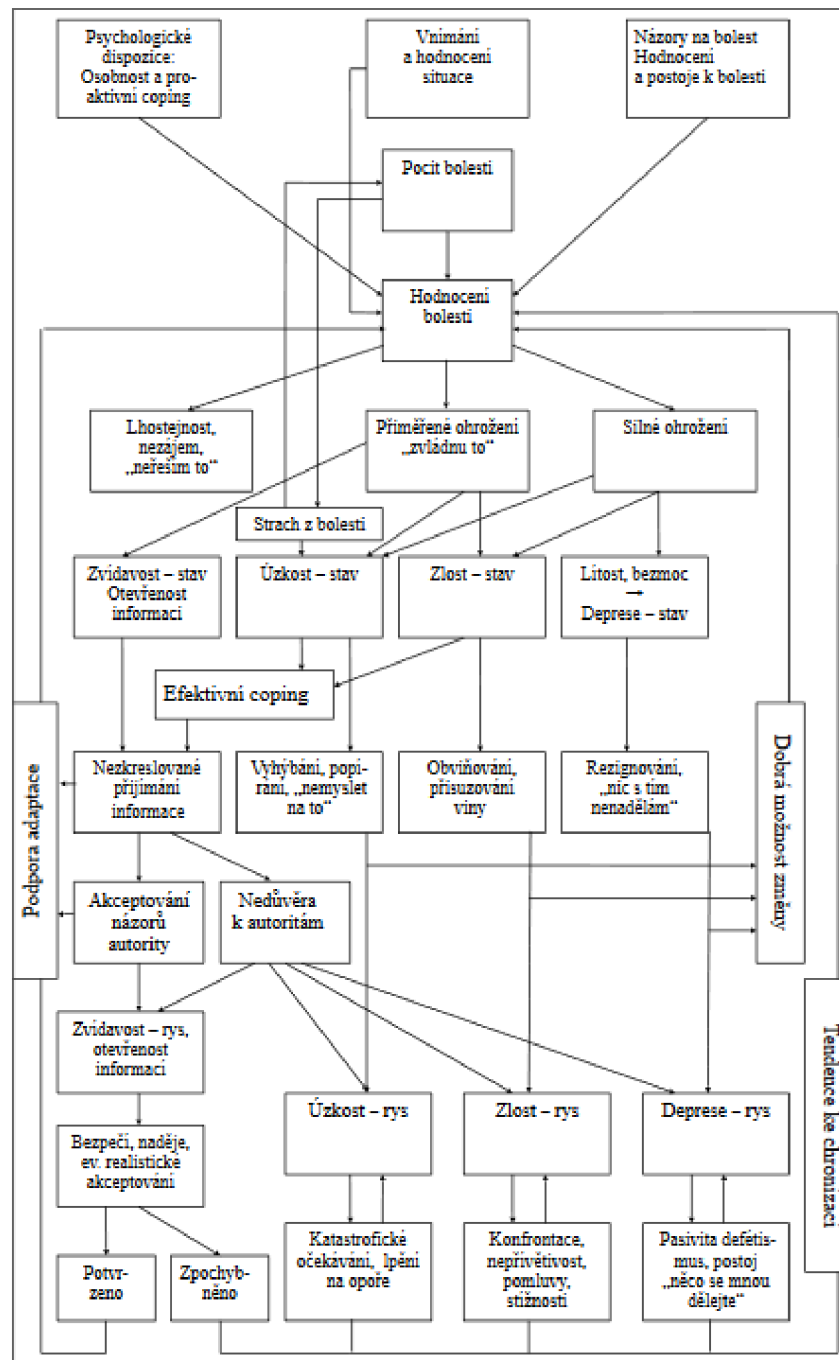 Psychologické
dispozice:
Osobnost a pro-
aktivní coping
Vnímání
a hodnocení
situace
Názory na bolest
Hodnocení
a postoje k bolesti
Pocit bolesti
Hodnocení
bolesti
Lhostejnost,
nezájem,
„neřeším to“
Přiměřené ohrožení
„zvládnu to“
Silné ohrožení
Strach z bolesti
Zvídavost – stav
Otevřenost
informací
Úzkost – stav
Zlost – stav
Lítost, bezmoc
→
Deprese – stav
Efektivní coping
Podpora adaptace
Nezkreslované
přijímání
informace
Vyhýbání, popí-
rání, „nemyslet
na to“
Obviňování,
přisuzování
viny
Rezignování,
„nic s tím
nenadělám“
Dobrá možnost změny
Akceptování
názorů
autority
Nedůvěra
k autoritám
Zvídavost – rys,
otevřenost
informací
Tendence ke chronizaci
Úzkost – rys
Zlost – rys
Deprese – rys
Bezpečí, naděje,
ev. realistické
akceptování
Potvr-
zeno
Zpochyb-
něno
Katastrofické
očekávání, lpění
na opoře
Konfrontace,
nepřívětivost,
pomluvy,
stížnosti
Pasivita defétis-
mus, postoj
„něco se mnou
dělejte“